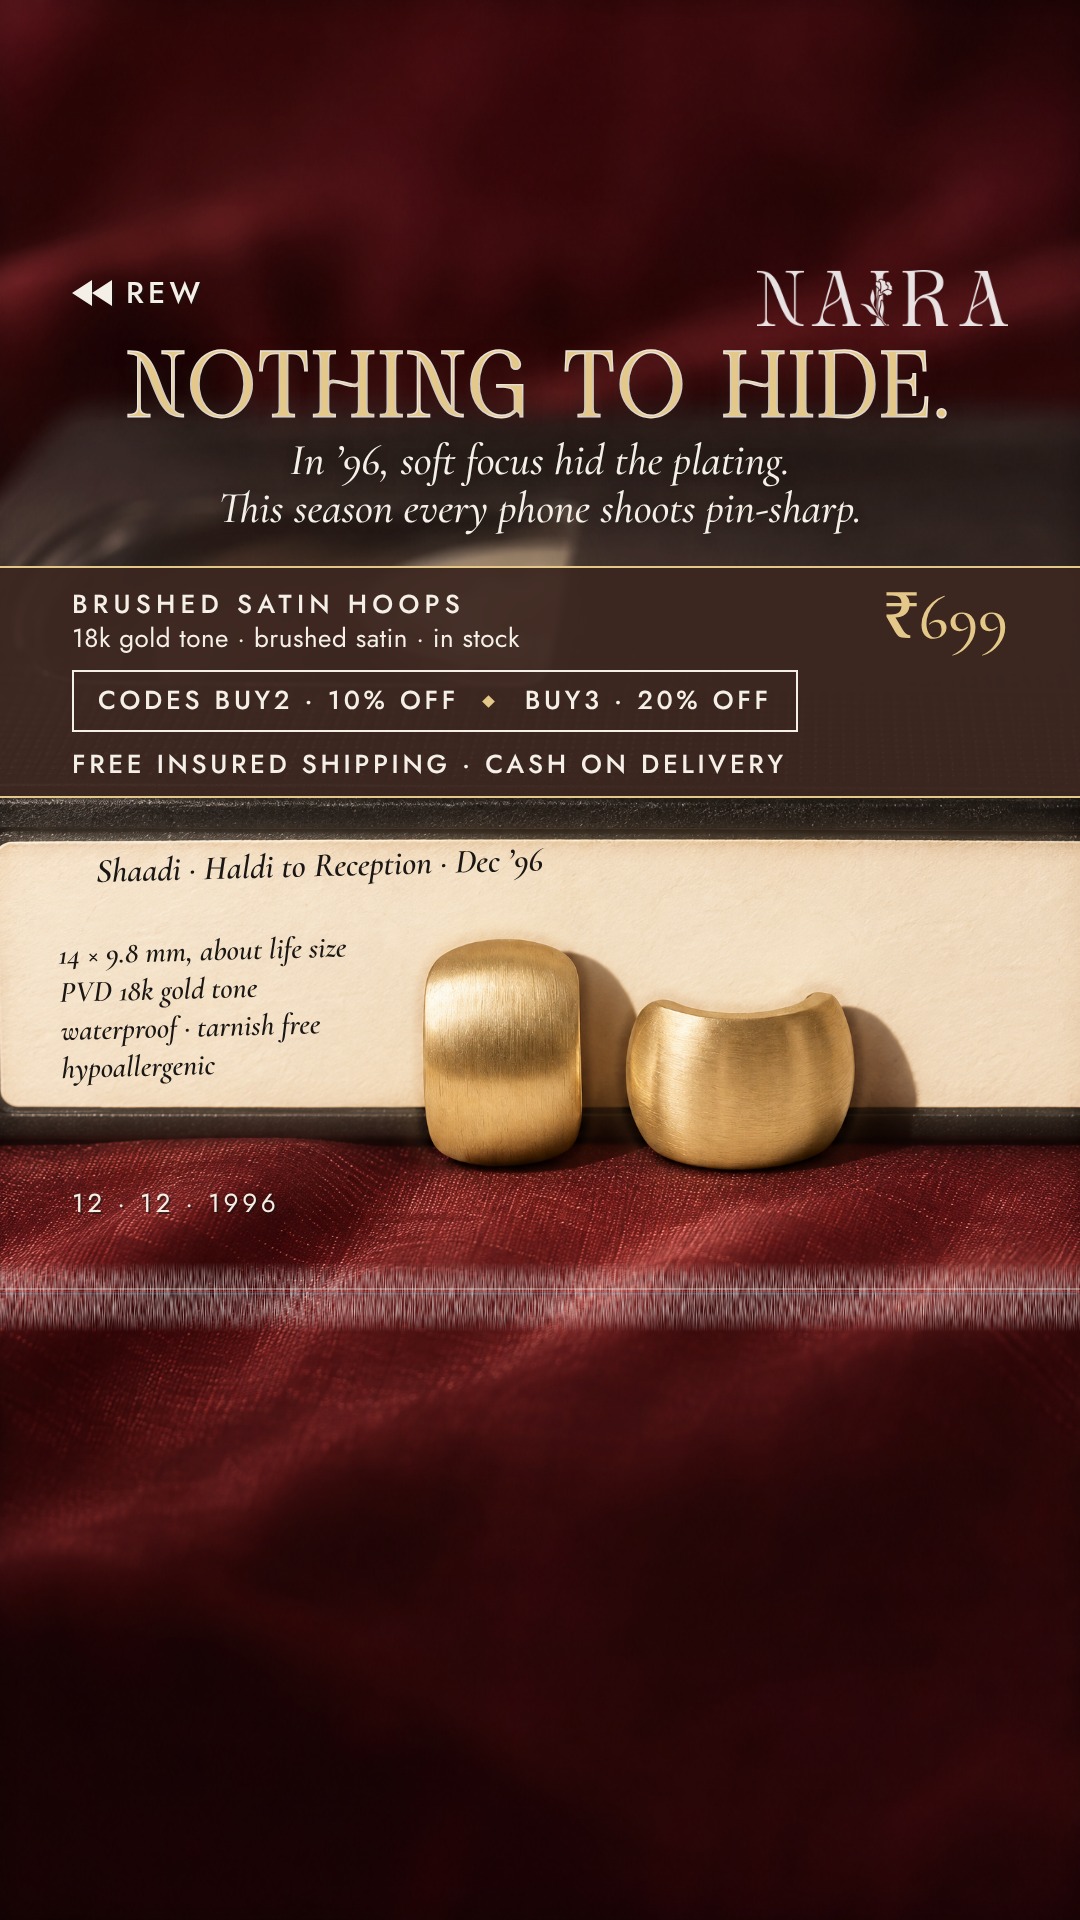 REW
NAIRA
NOTHING TO HIDE.
In ’96, soft focus hid the plating.
This season every phone shoots pin-sharp.
BRUSHED SATIN HOOPS
₹699
18k gold tone · brushed satin · in stock
CODES BUY2 · 10% OFF ◆ BUY3 · 20% OFF
FREE INSURED SHIPPING · CASH ON DELIVERY
Shaadi · Haldi to Reception · Dec ’96
14 × 9.8 mm, about life size
PVD 18k gold tone
waterproof · tarnish free
hypoallergenic
12 · 12 · 1996